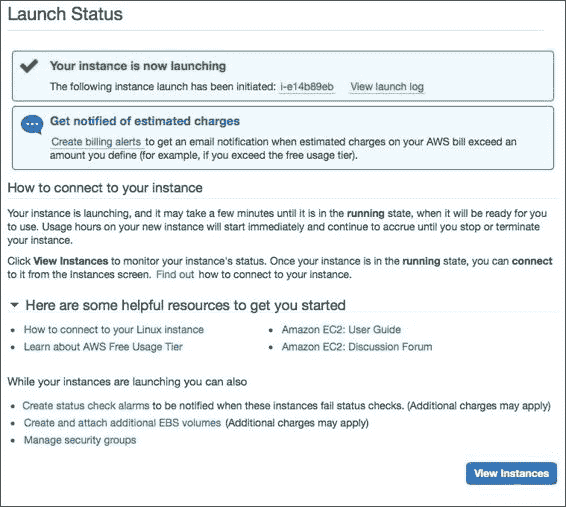 Launch Status
Your instance is now launching
The following instance launch has been initiated: i-e14b89eb View launch log
Get notified of estimated charges
Create billing alerts to get an email notification when estimated charges on your AWS bill exceed an
amount you define (for example, if you exceed the free usage tier).
How to connect to your instance
Your instance is launching, and it may take a few minutes until it is in the running state, when it will be ready for you
to use. Usage hours on your new instance will start immediately and continue to accrue until you stop or terminate
your instance.
Click View Instances to monitor your instance's status. Once your instance is in the running state, you can connect
to it from the Instances screen. Find out how to connect to your instance.
Here are some helpful resources to get you started
• How to connect to your Linux instance • Amazon EC2: User Guide
• Learn about AWS Free Usage Tier • Amazon EC2: Discussion Forum
While your instances are launching you can also
• Create status check alarms to be notified when these instances fail status checks. (Additional charges may apply)
• Create and attach additional EBS volumes (Additional charges may apply)
• Manage security groups
View Instances